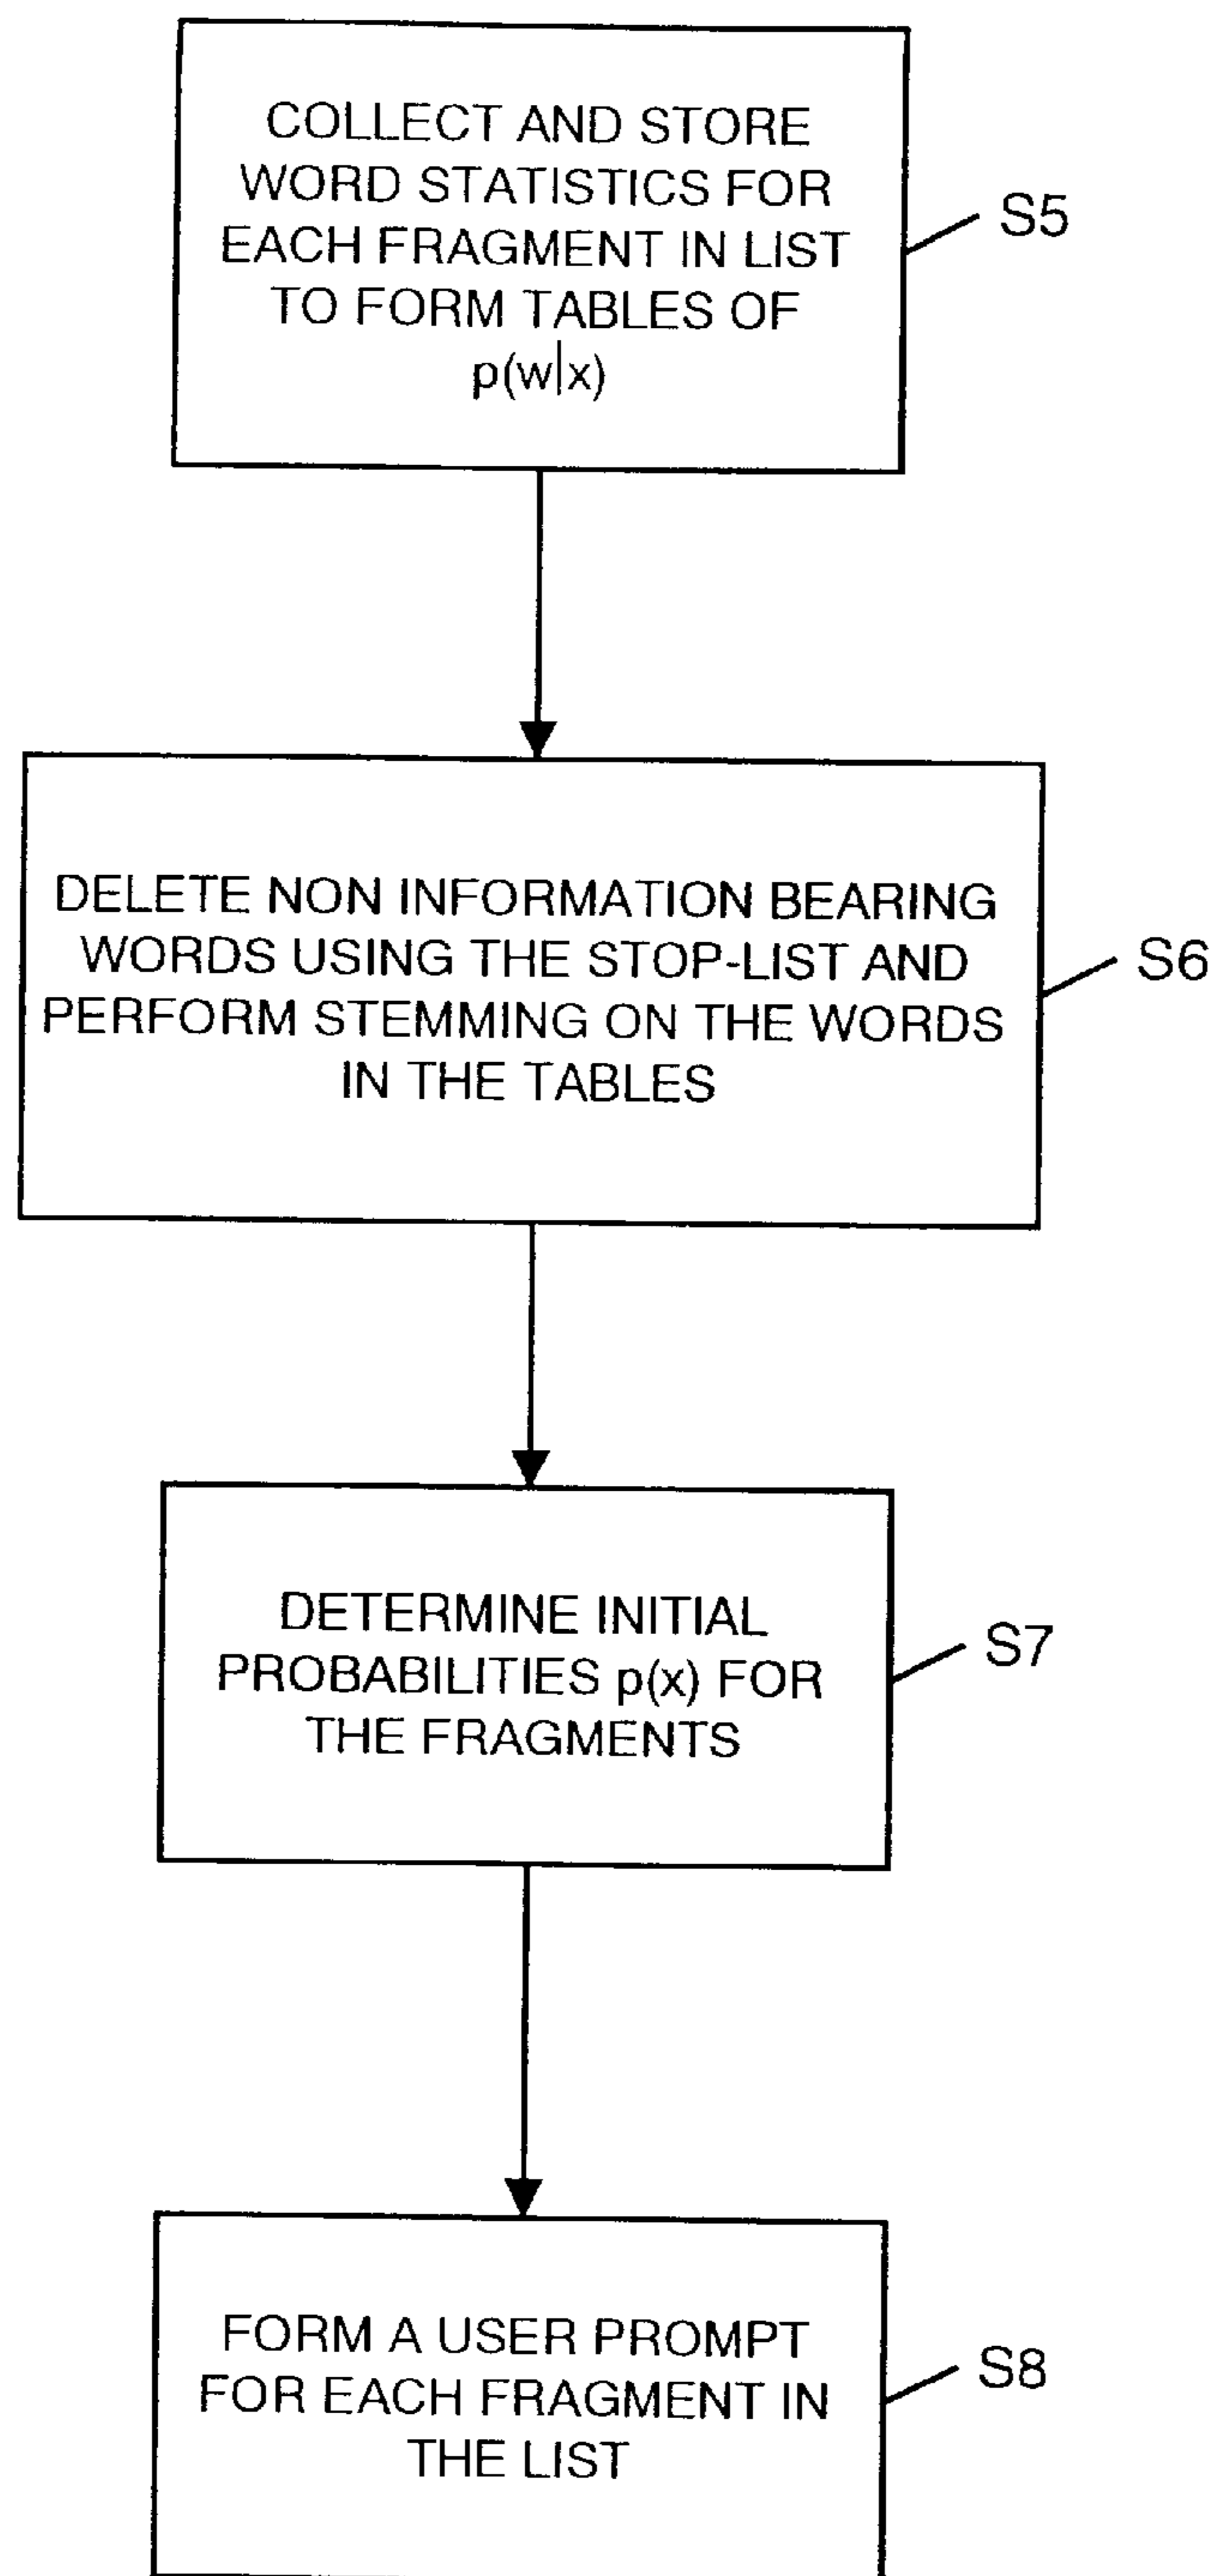 COLLECT AND STORE
WORD STATISTICS FOR
EACH FRAGMENT IN LIST
TO FORM TABLES OF
p(w|x)
S5
DELETE NON INFORMATION BEARING
WORDS USING THE STOP-LIST AND
PERFORM STEMMING ON THE WORDS
IN THE TABLES
S6
DETERMINE INITIAL
PROBABILITIES p(x) FOR
THE FRAGMENTS
S7
FORM A USER PROMPT
FOR EACH FRAGMENT IN
THE LIST
S8